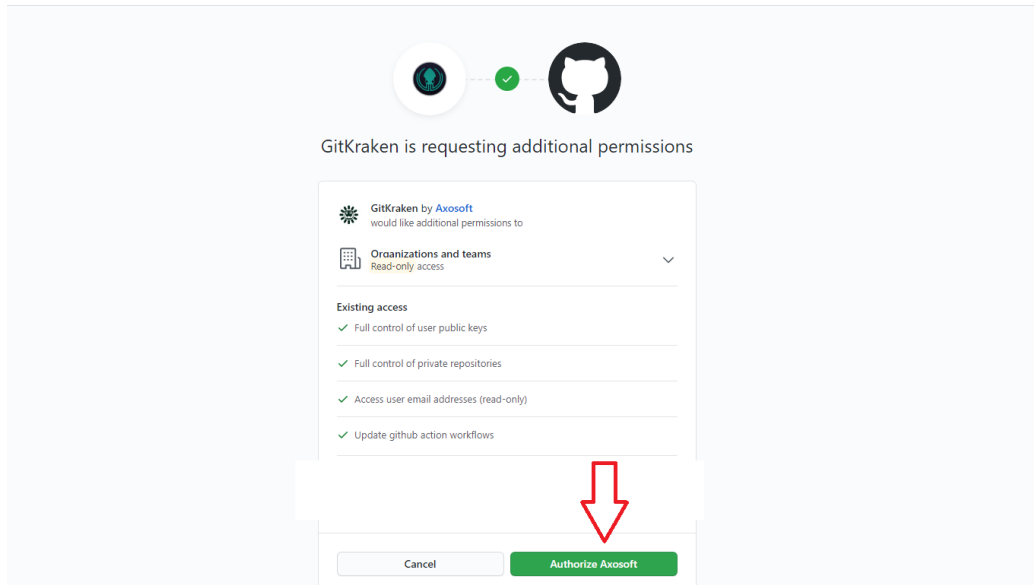 GitKraken is requesting additional permissions
GitKraken by Axosoft
would like additional permissions to
Organizations and teams
Read-only access
Existing access
Full control of user public keys
Full control of private repositories
Access user email addresses (read-only)
Update github action workflows
Cancel
Authorize Axosoft